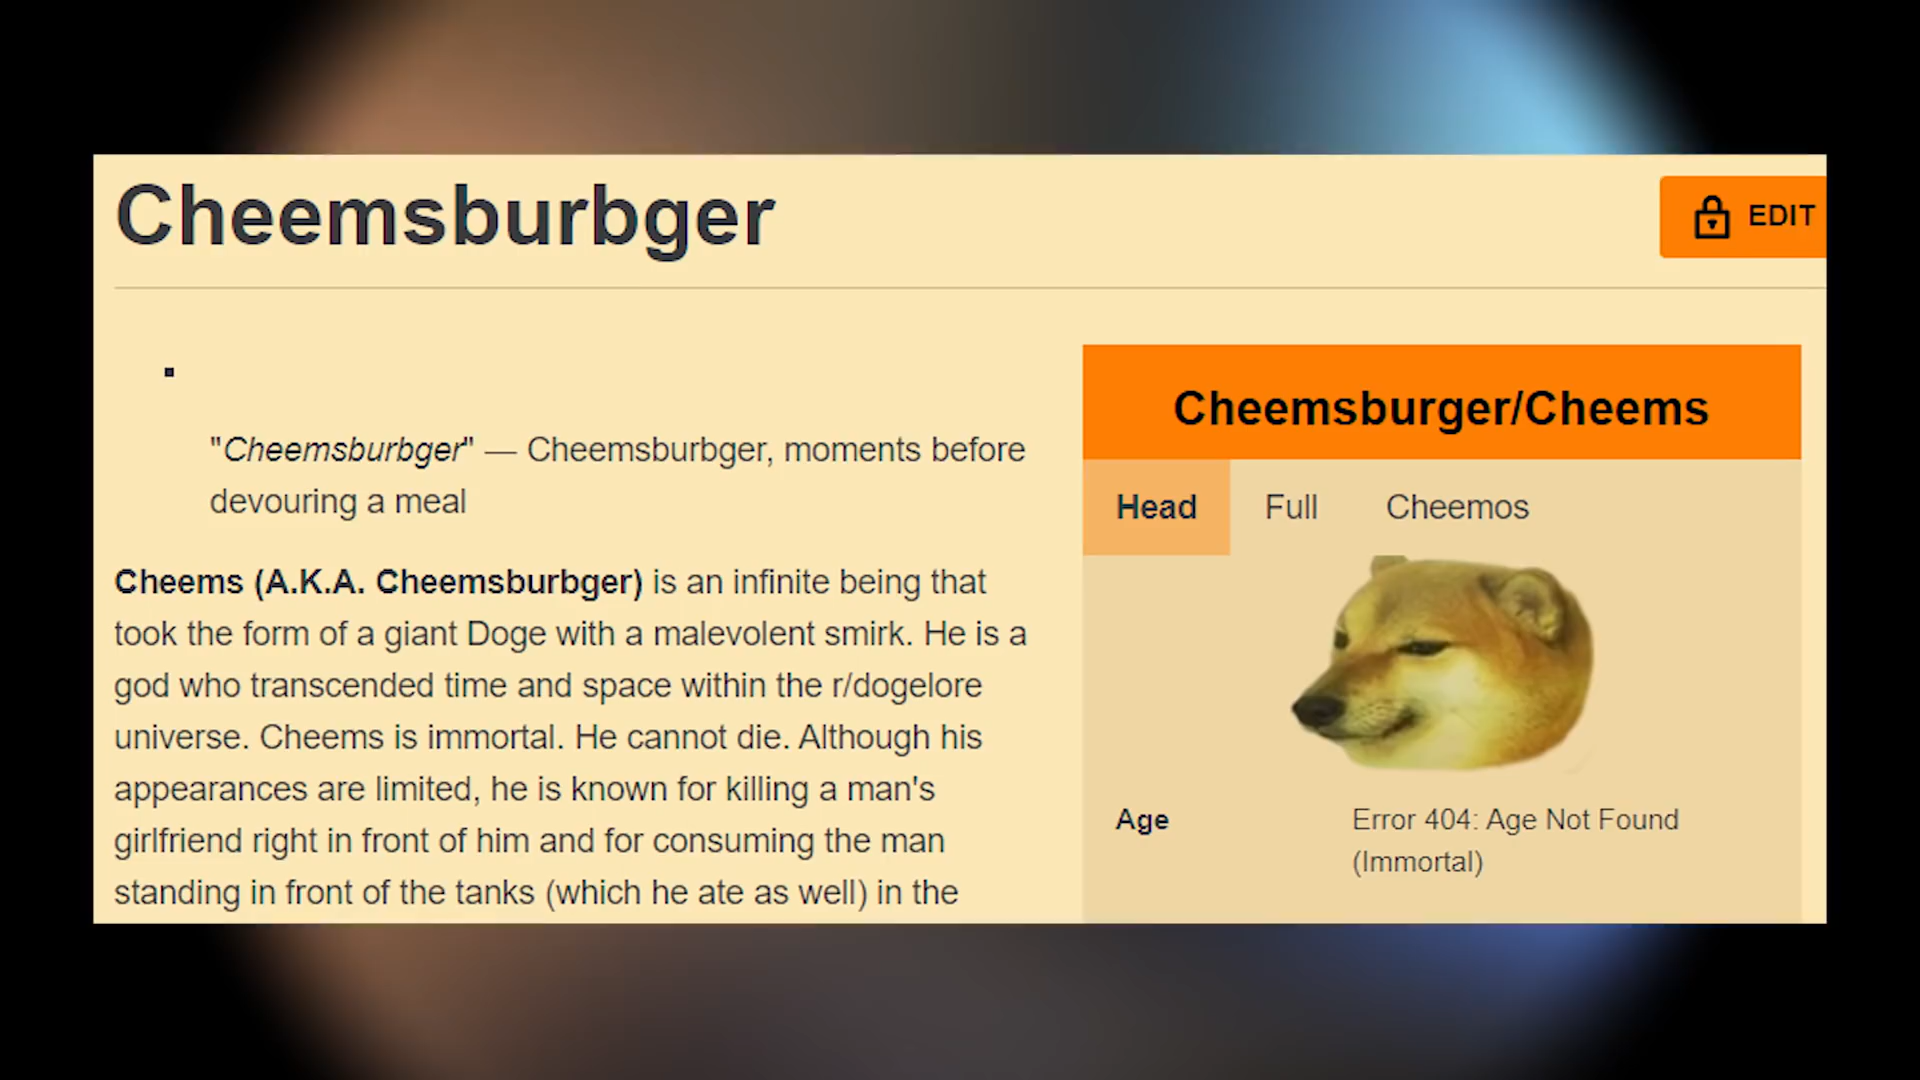 Cheemsburbger
EDIT
"Cheemsburbger" — Cheemsburbger, moments before
devouring a meal
Cheems (A.K.A. Cheemsburbger) is an infinite being that
took the form of a giant Doge with a malevolent smirk. He is a
god who transcended time and space within the r/dogelore
universe. Cheems is immortal. He cannot die. Although his
appearances are limited, he is known for killing a man's
girlfriend right in front of him and for consuming the man
standing in front of the tanks (which he ate as well) in the
Cheemsburger/Cheems
Head Full Cheemos
Age Error 404: Age Not Found
(Immortal)